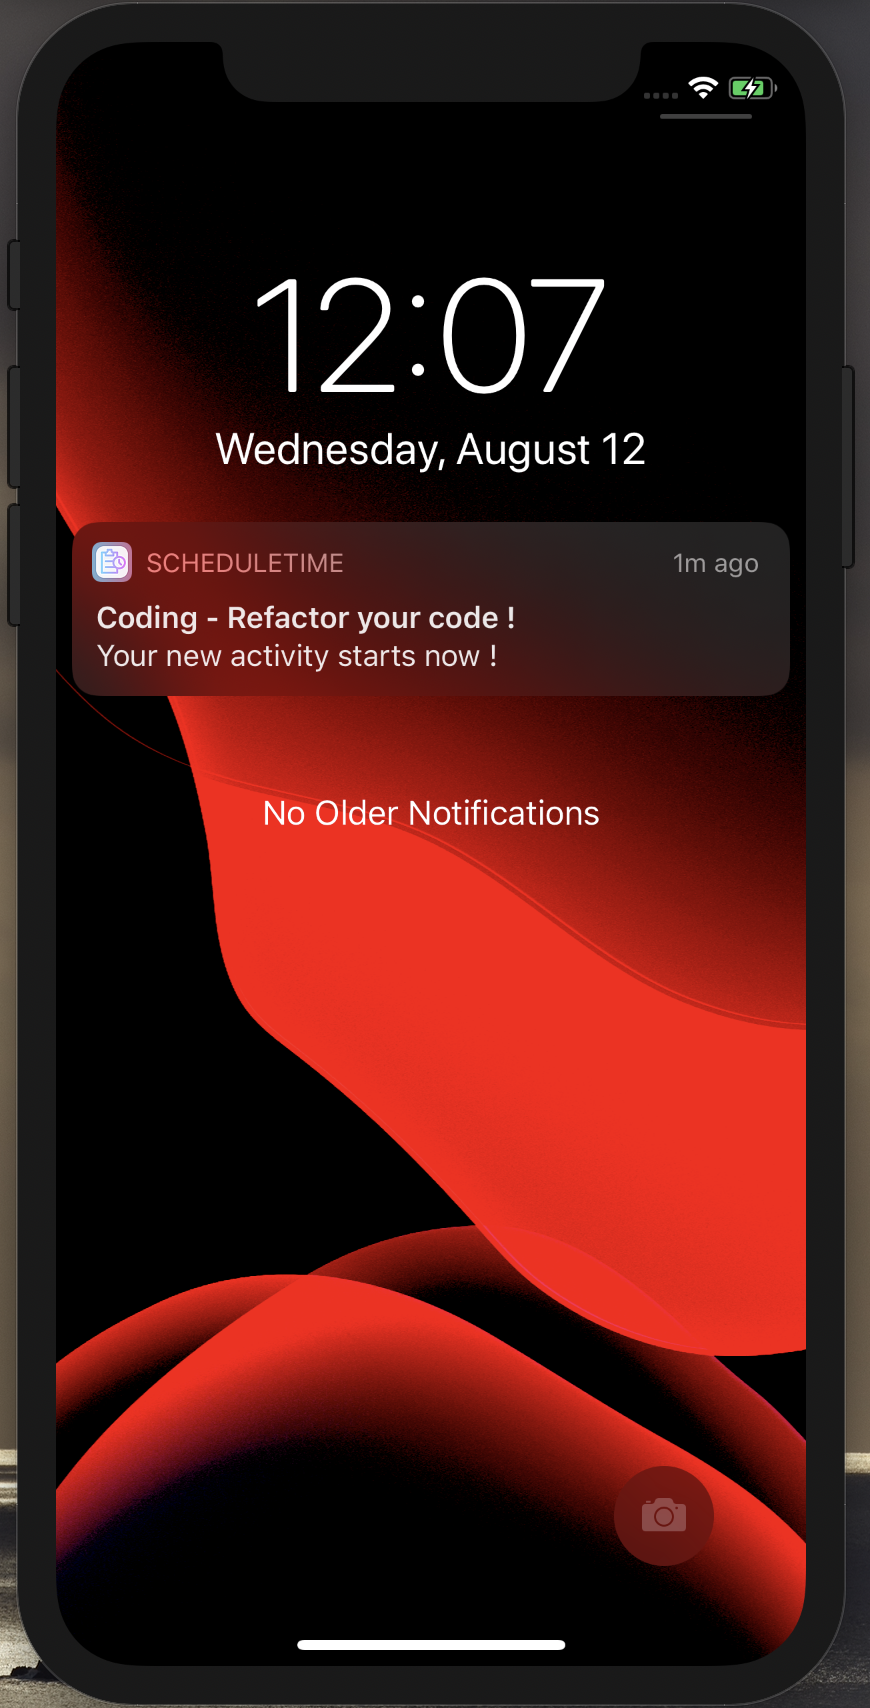 12:07
Wednesday, August 12
SCHEDULETIME
1m ago
Coding - Refactor your code !
Your new activity starts now !
No Older Notifications